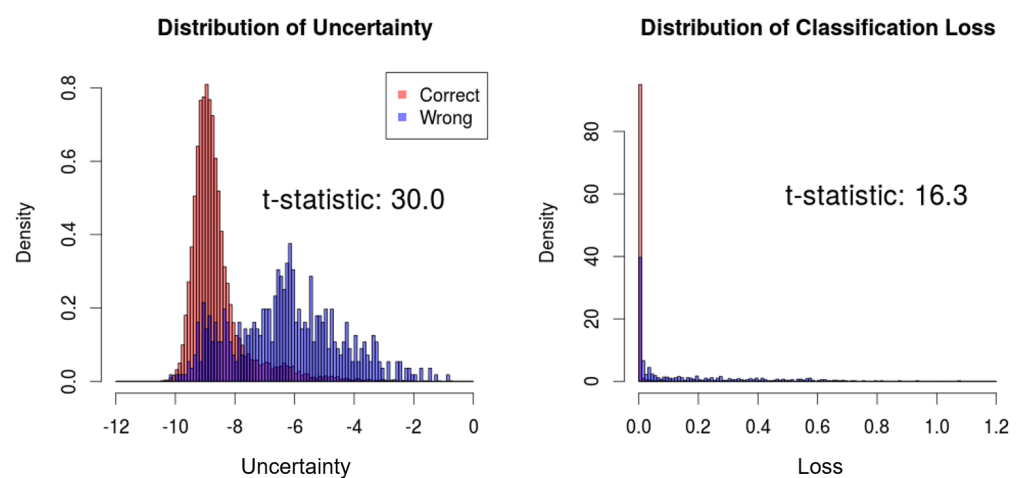 Distribution of Uncertainty
Density
0.0
0.2
0.4
0.6
0.8
Correct
Wrong
t-statistic: 30.0
-12 -10 -8 -6 -4 -2 0
Uncertainty
Distribution of Classification Loss
Density
0
20
40
60
80
t-statistic: 16.3
0.0 0.2 0.4 0.6 0.8 1.0 1.2
Loss